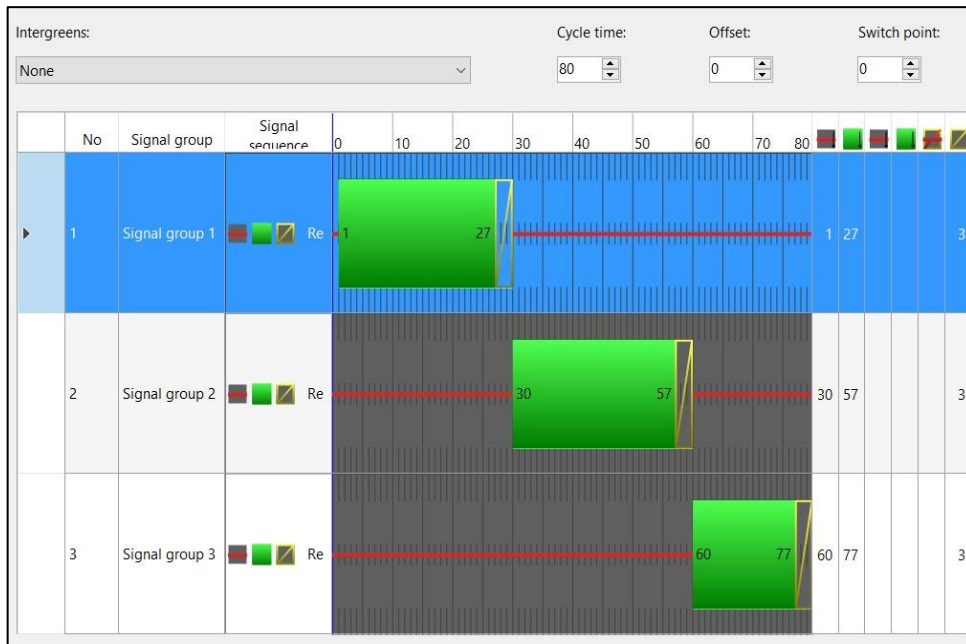 Intergreens: Cycle time: Offset: Switch point:
None 80 0 0
No Signal group Signal sequence 0 10 20 30 40 50 60 70 80
1 Signal group 1 Re 1 27 1 27 3
2 Signal group 2 Re 30 57 30 57 3
3 Signal group 3 Re 60 77 60 77 3